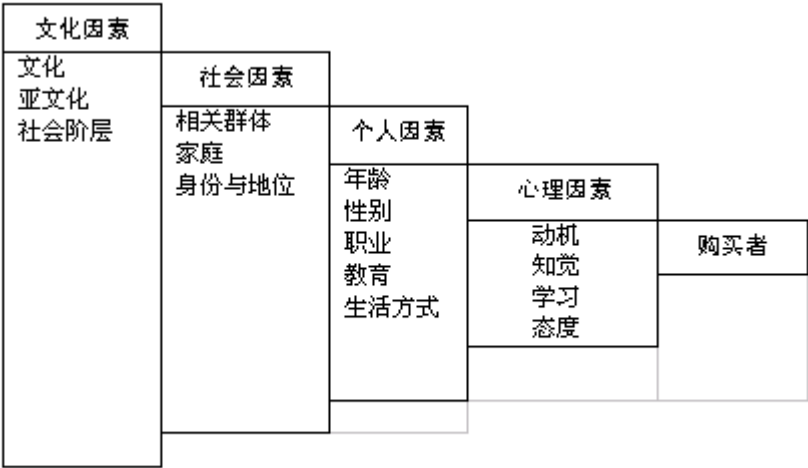 文化因素
文化
亚文化
社会阶层
社会因素
相关群体
家庭
身份与地位
个人因素
年龄
性别
职业
教育
生活方式
心理因素
动机
知觉
学习
态度
购买者